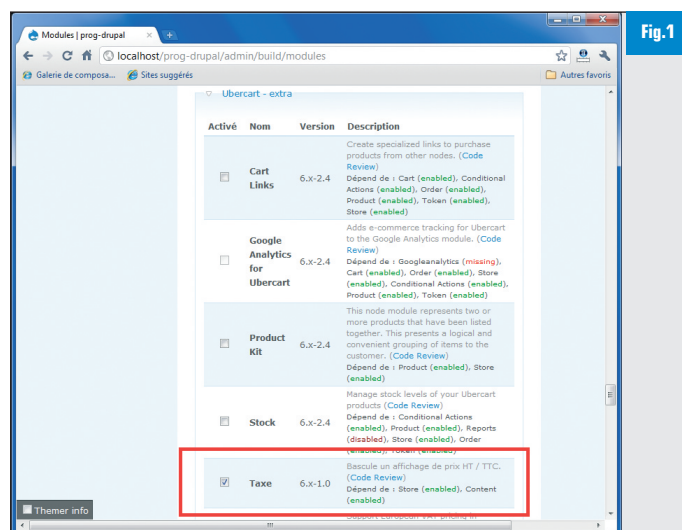 Fig.1
Modules | prog-drupal
localhost/prog-drupal/admin/build/modules
Galerie de composa... Sites suggérés Autres favoris
Ubercart - extra
Activé Nom Version Description
Create specialized links to purchase
products from other nodes. (Code
Review)
Cart
Links
6.x-2.4
Dépend de : Cart (enabled), Conditional
Actions (enabled), Order (enabled),
Product (enabled), Token (enabled),
Store (enabled)
Adds e-commerce tracking for Ubercart
to the Google Analytics module. (Code
Review)
Google
Analytics
for
Ubercart
6.x-2.4
Dépend de : Googleanalytics (missing),
Cart (enabled), Order (enabled), Store
(enabled), Conditional Actions (enabled),
Product (enabled), Token (enabled)
This node module represents two or
more products that have been listed
together. This presents a logical and
convenient grouping of items to the
customer. (Code Review)
Product
Kit
6.x-2.4
Dépend de : Product (enabled), Store
(enabled)
Manage stock levels of your Ubercart
products (Code Review)
Stock
6.x-2.4
Dépend de : Conditional Actions
(enabled), Product (enabled), Reports
(disabled), Store (enabled), Order
(enabled), Token (enabled)
Bascule un affichage de prix HT / TTC.
(Code Review)
Taxe
6.x-1.0
Dépend de : Store (enabled), Content
(enabled)
Support European VAT pricing in
Themer info